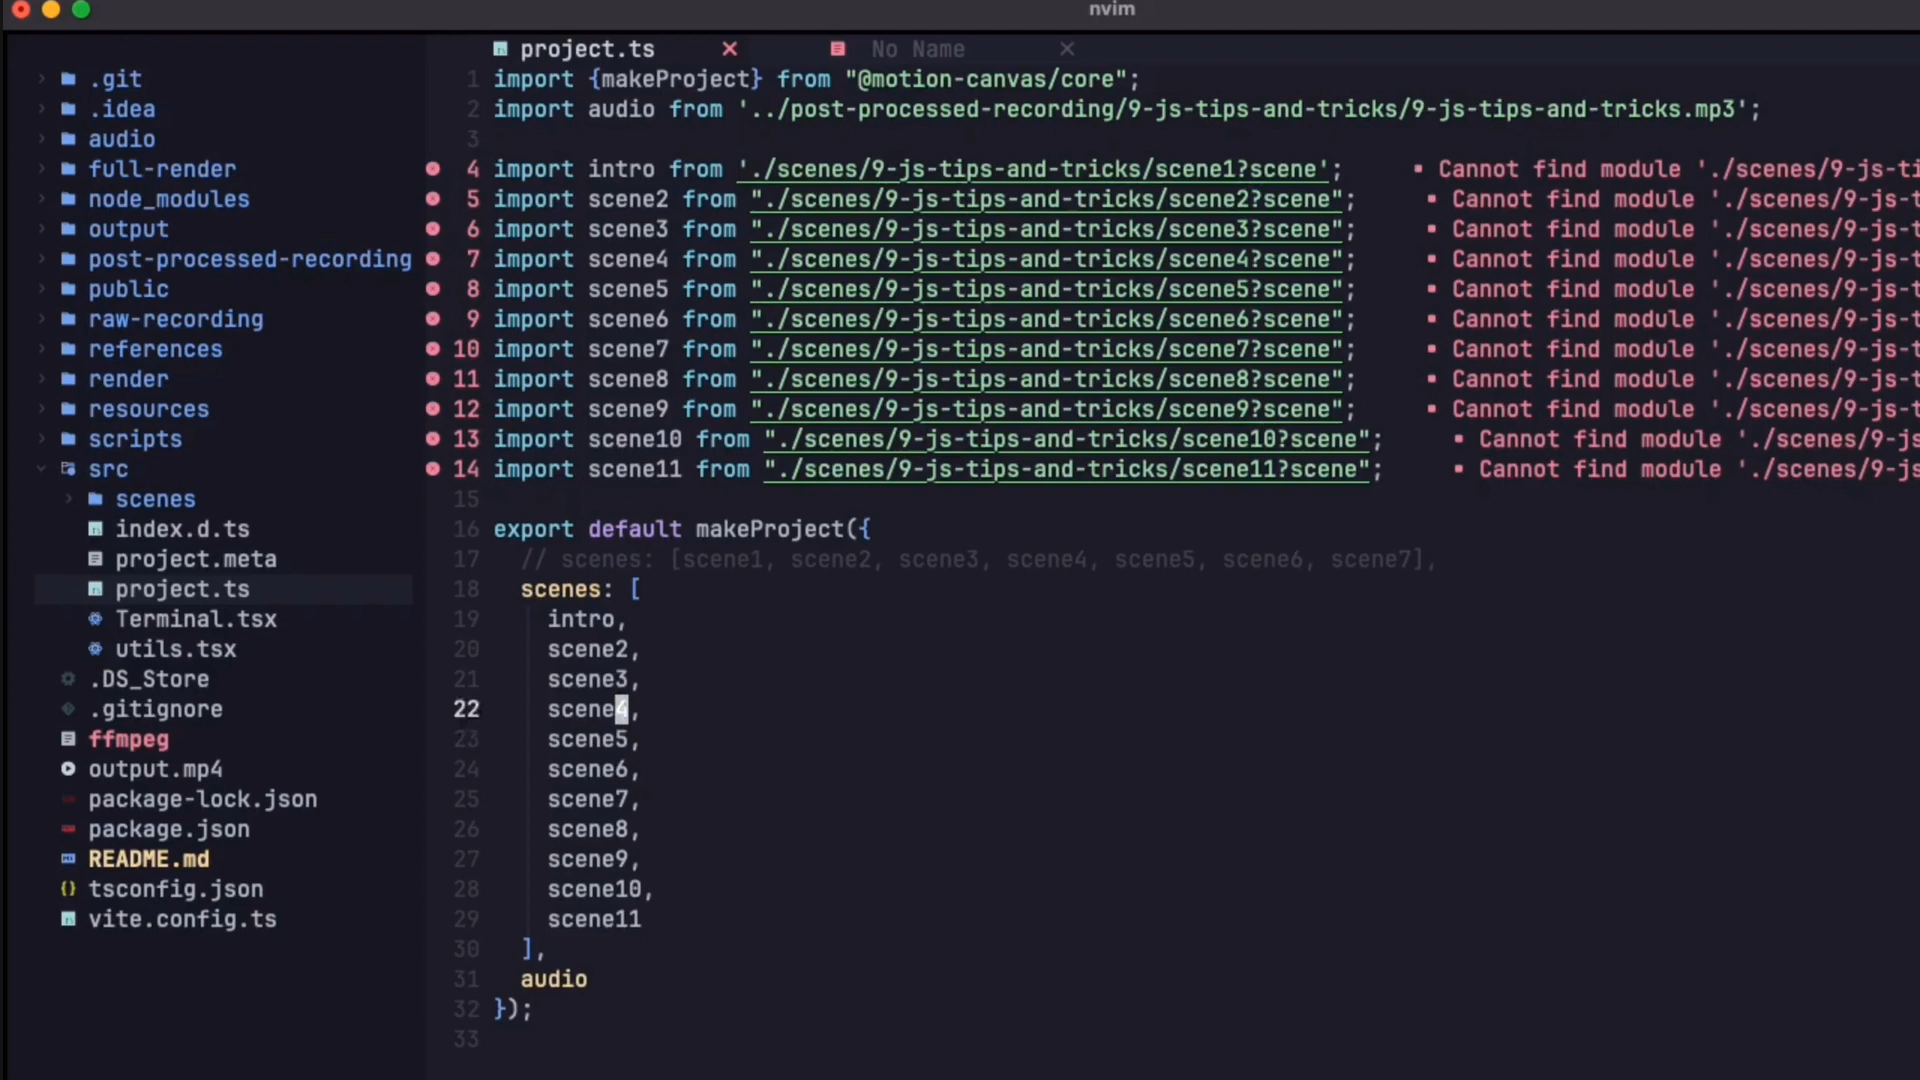 nvim
project.ts
No Name
.git
.idea
audio
full-render
node_modules
output
post-processed-recording
public
raw-recording
references
render
resources
scripts
src
scenes
index.d.ts
project.meta
project.ts
Terminal.tsx
utils.tsx
.DS_Store
.gitignore
ffmpeg
output.mp4
package-lock.json
package.json
README.md
tsconfig.json
vite.config.ts
1 import {makeProject} from "@motion-canvas/core";
2 import audio from '../post-processed-recording/9-js-tips-and-tricks/9-js-tips-and-tricks.mp3';
3
4 import intro from './scenes/9-js-tips-and-tricks/scene1?scene'; ▪ Cannot find module './scenes/9-js-ti
5 import scene2 from "./scenes/9-js-tips-and-tricks/scene2?scene"; ▪ Cannot find module './scenes/9-js-t
6 import scene3 from "./scenes/9-js-tips-and-tricks/scene3?scene"; ▪ Cannot find module './scenes/9-js-t
7 import scene4 from "./scenes/9-js-tips-and-tricks/scene4?scene"; ▪ Cannot find module './scenes/9-js-t
8 import scene5 from "./scenes/9-js-tips-and-tricks/scene5?scene"; ▪ Cannot find module './scenes/9-js-t
9 import scene6 from "./scenes/9-js-tips-and-tricks/scene6?scene"; ▪ Cannot find module './scenes/9-js-t
10 import scene7 from "./scenes/9-js-tips-and-tricks/scene7?scene"; ▪ Cannot find module './scenes/9-js-t
11 import scene8 from "./scenes/9-js-tips-and-tricks/scene8?scene"; ▪ Cannot find module './scenes/9-js-t
12 import scene9 from "./scenes/9-js-tips-and-tricks/scene9?scene"; ▪ Cannot find module './scenes/9-js-t
13 import scene10 from "./scenes/9-js-tips-and-tricks/scene10?scene"; ▪ Cannot find module './scenes/9-js
14 import scene11 from "./scenes/9-js-tips-and-tricks/scene11?scene"; ▪ Cannot find module './scenes/9-js
15
16 export default makeProject({
17 // scenes: [scene1, scene2, scene3, scene4, scene5, scene6, scene7],
18 scenes: [
19 intro,
20 scene2,
21 scene3,
22 scene4,
23 scene5,
24 scene6,
25 scene7,
26 scene8,
27 scene9,
28 scene10,
29 scene11
30 ],
31 audio
32 });
33